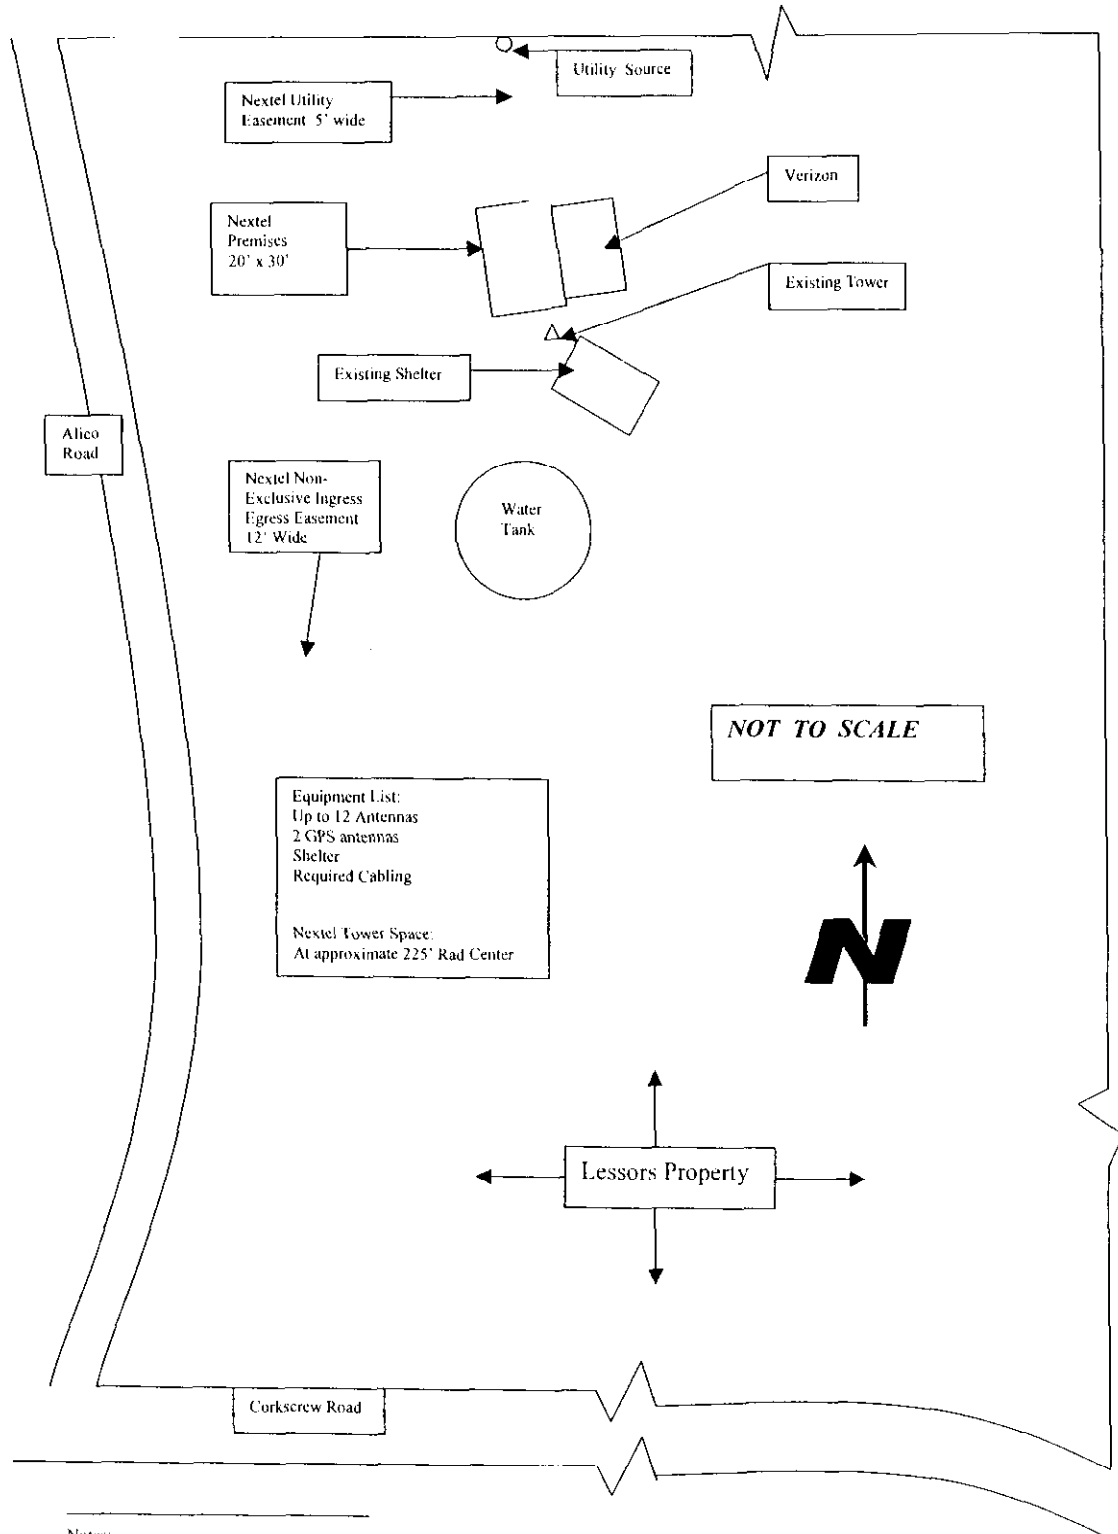 Utility Source
Nextel Utility
Easement 5' wide
Verizon
Nextel
Premises
20' x 30'
Existing Tower
Existing Shelter
Alico
Road
Nextel Non-
Exclusive Ingress
Egress Easement
12' Wide
Water
Tank
NOT TO SCALE
Equipment List:
Up to 12 Antennas
2 GPS antennas
Shelter
Required Cabling
Nextel Tower Space:
At approximate 225' Rad Center
N
Lessors Property
Corkscrew Road